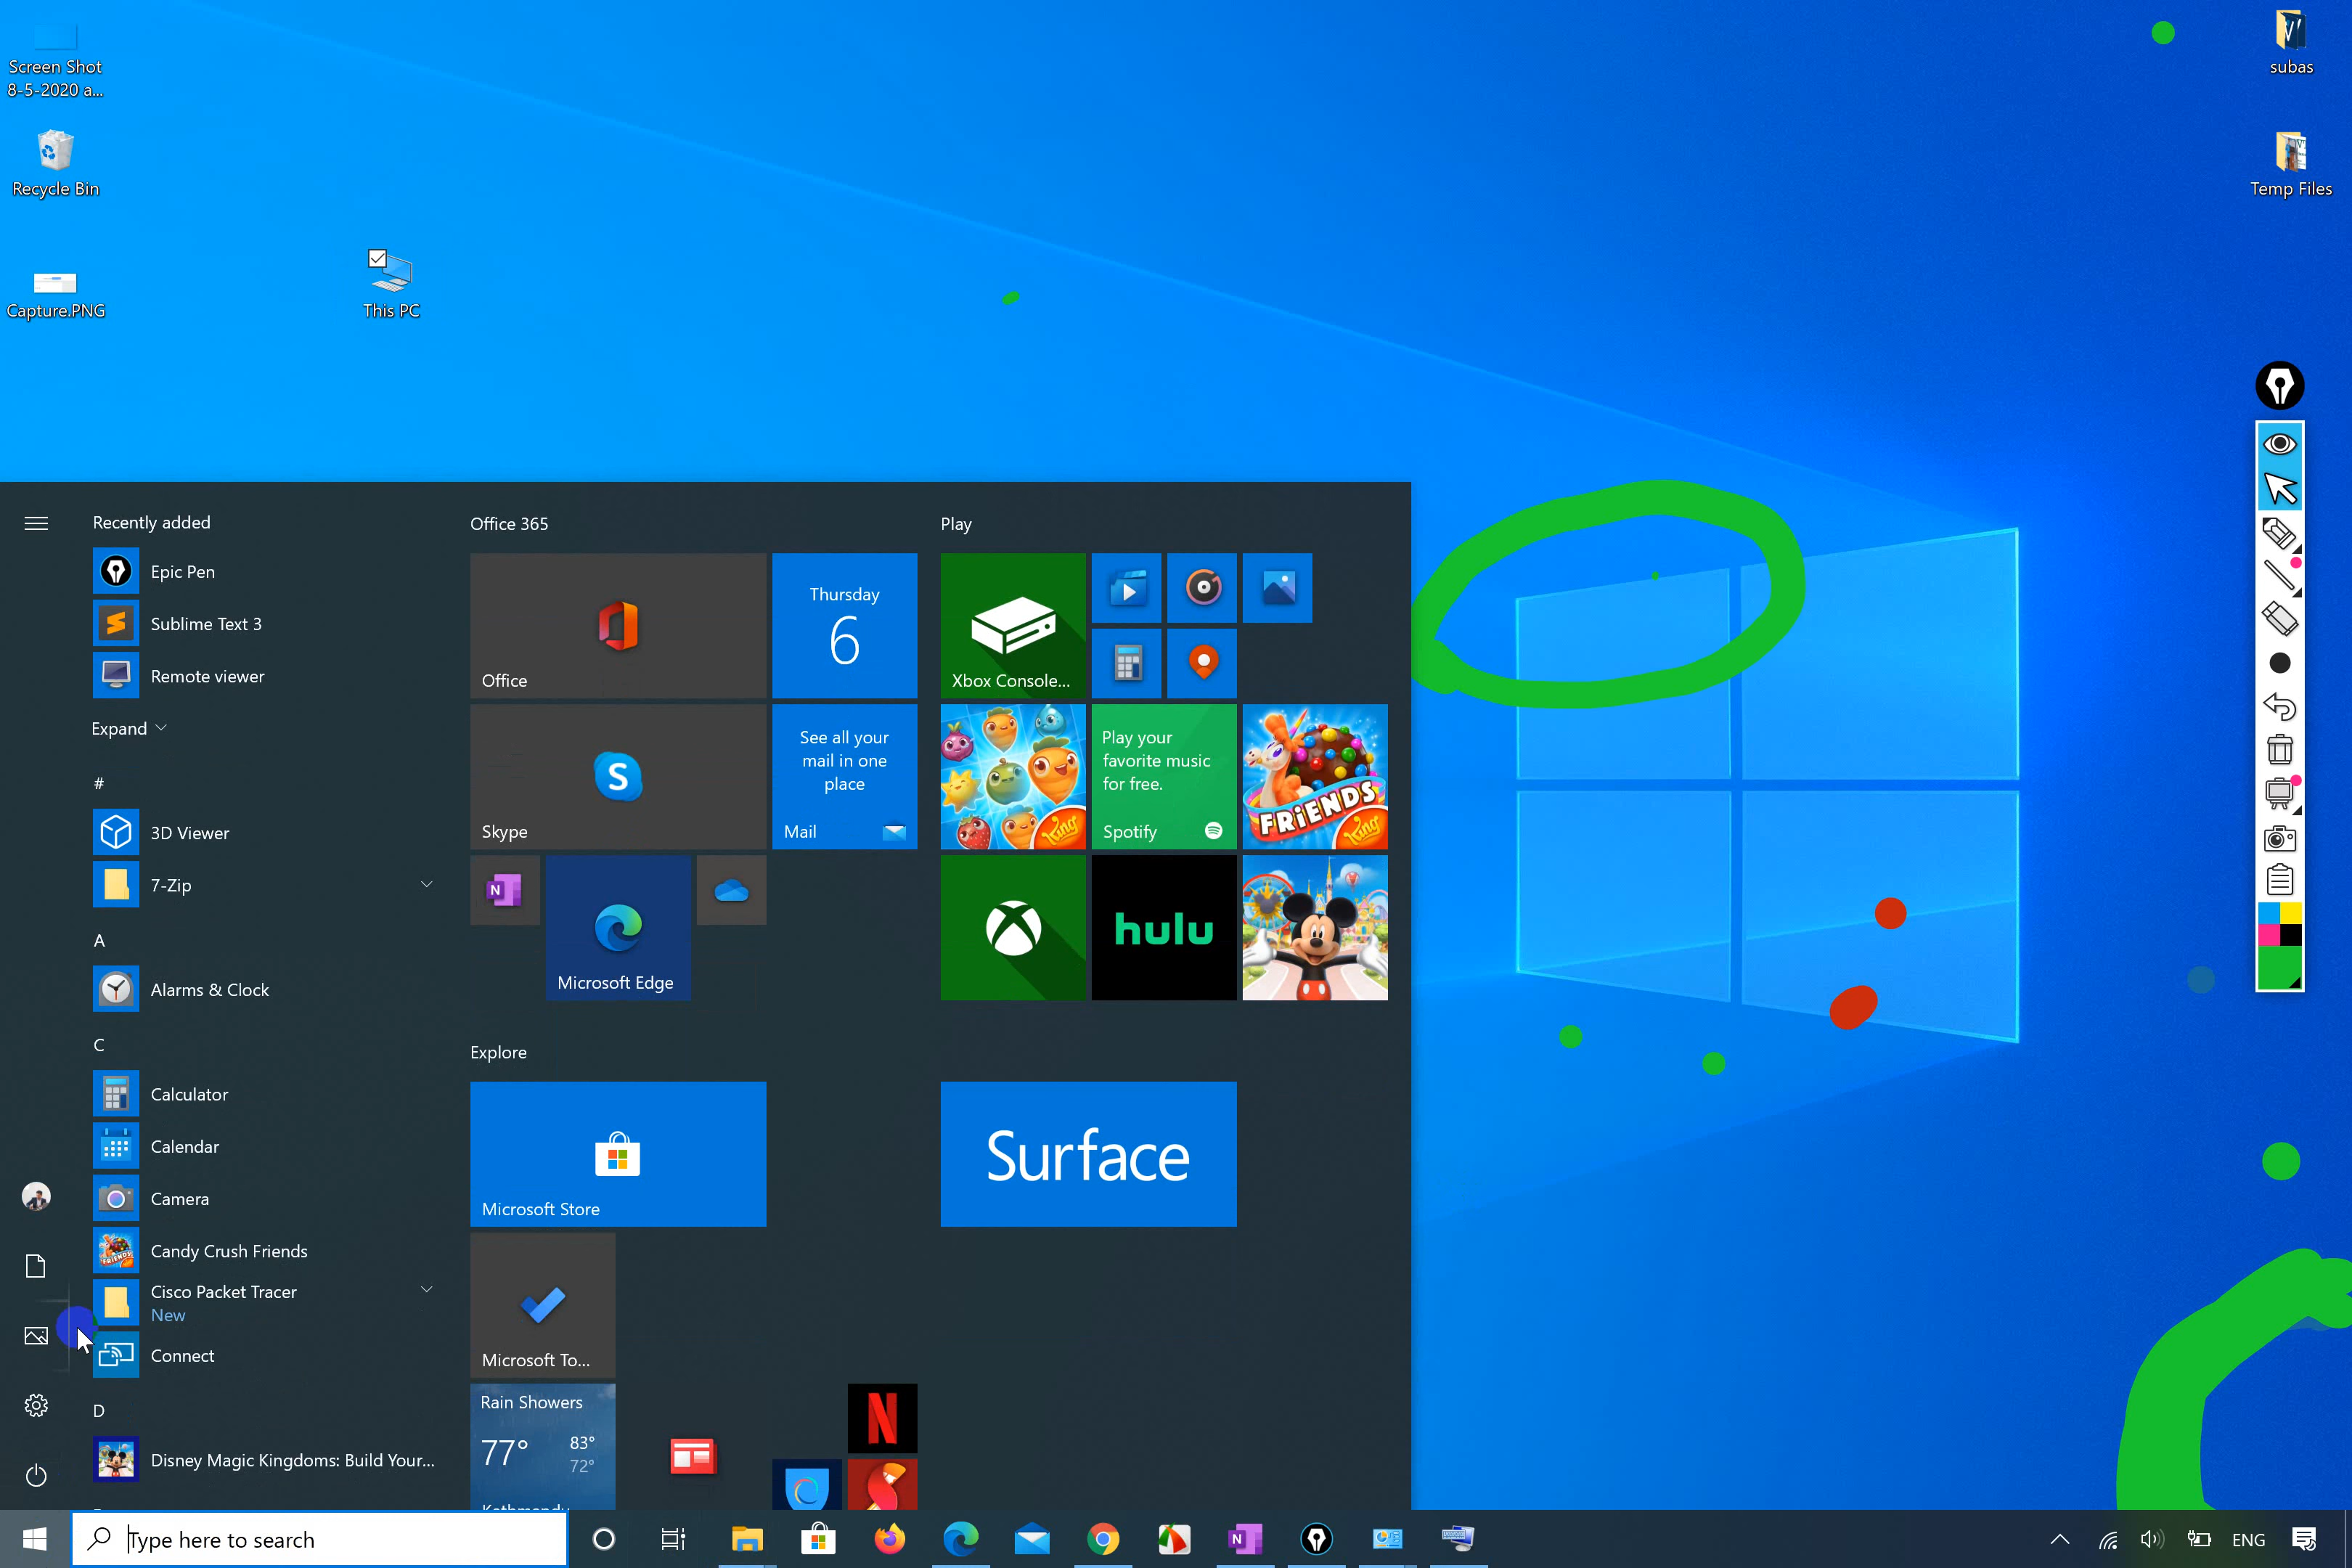 Screen Shot
8-5-2020 a...
Recycle Bin
Capture.PNG
This PC
subas
Temp Files
Recently added
Epic Pen
Sublime Text 3
Remote viewer
Expand
#
3D Viewer
7-Zip
A
Alarms & Clock
C
Calculator
Calendar
Camera
Candy Crush Friends
Cisco Packet Tracer
New
Connect
D
Disney Magic Kingdoms: Build Your...
Office 365
Office
Thursday
6
Skype
See all your
mail in one
place
Mail
N
Microsoft Edge
Play
Xbox Console...
King
Play your
favorite music
for free.
Spotify
FRIENDS
King
hulu
Explore
Microsoft Store
Surface
Microsoft To...
Rain Showers
77°
83°
72°
N
Type here to search
N
ENG